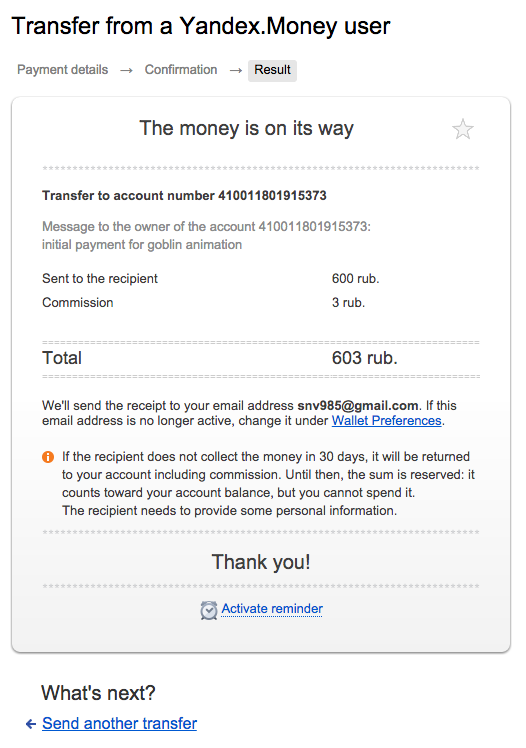 Transfer from a Yandex.Money user
Payment details → Confirmation → Result
The money is on its way
Transfer to account number 410011801915373
Message to the owner of the account 410011801915373:
initial payment for goblin animation
Sent to the recipient 600 rub.
Commission 3 rub.
Total 603 rub.
We'll send the receipt to your email address snv985@gmail.com. If this
email address is no longer active, change it under Wallet Preferences.
If the recipient does not collect the money in 30 days, it will be returned
to your account including commission. Until then, the sum is reserved: it
counts toward your account balance, but you cannot spend it.
The recipient needs to provide some personal information.
Thank you!
Activate reminder
What's next?
← Send another transfer